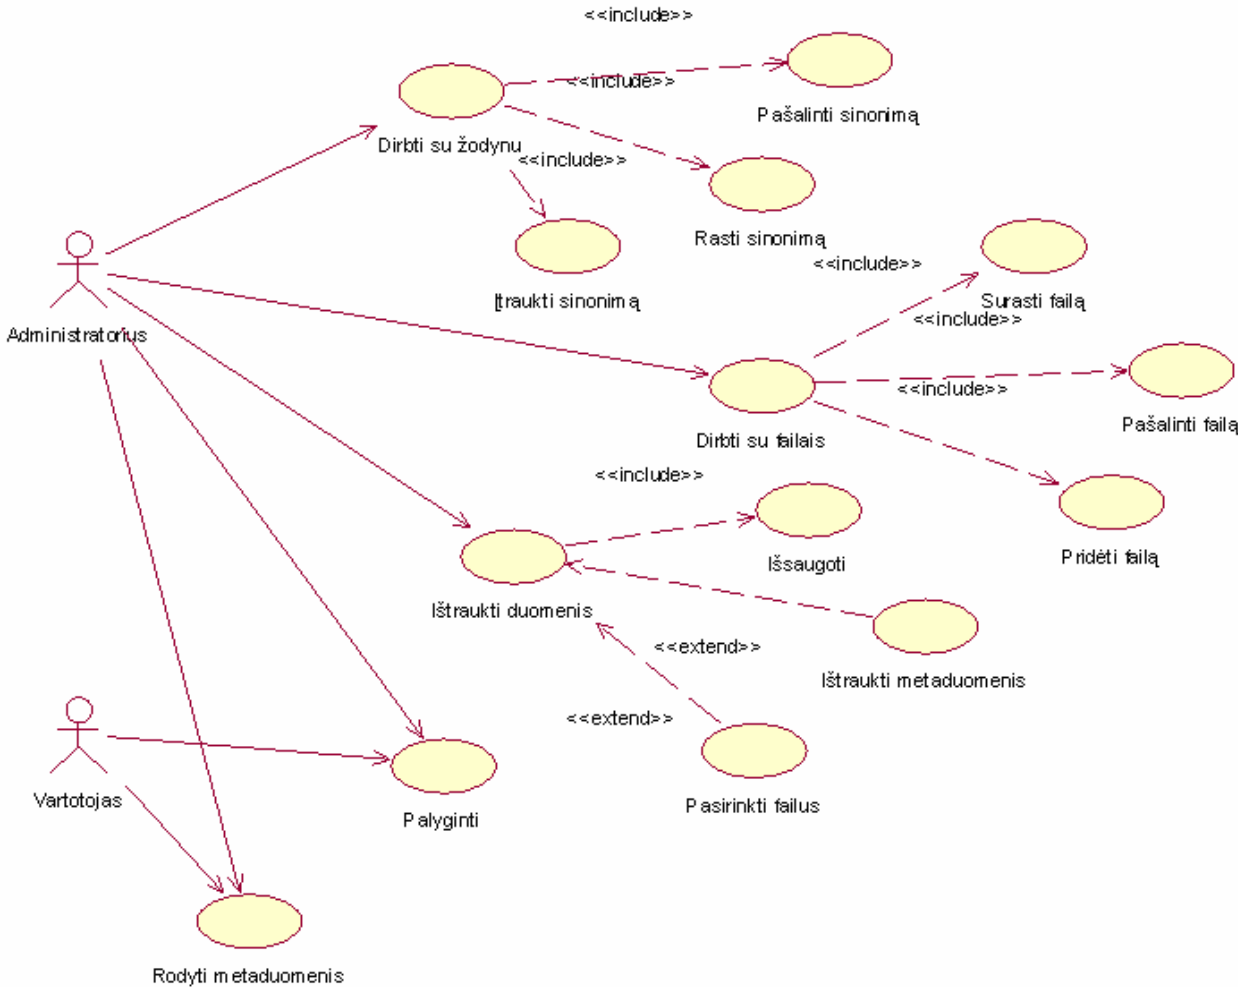 <<include>>
<<include>>
Pašalinti sinonimą
Dirbti su žodynu
<<include>>
Rasti sinonimą
<<include>>
Įtraukti sinonimą
Surasti failą
<<include>>
Administratorius
<<include>>
Pašalinti failą
Dirbti su failais
<<include>>
Pridėti failą
Išsaugoti
Ištraukti duomenis
<<extend>>
Ištraukti metaduomenis
<<extend>>
Vartotojas
Pasirinkti failus
Palyginti
Rodyti metaduomenis